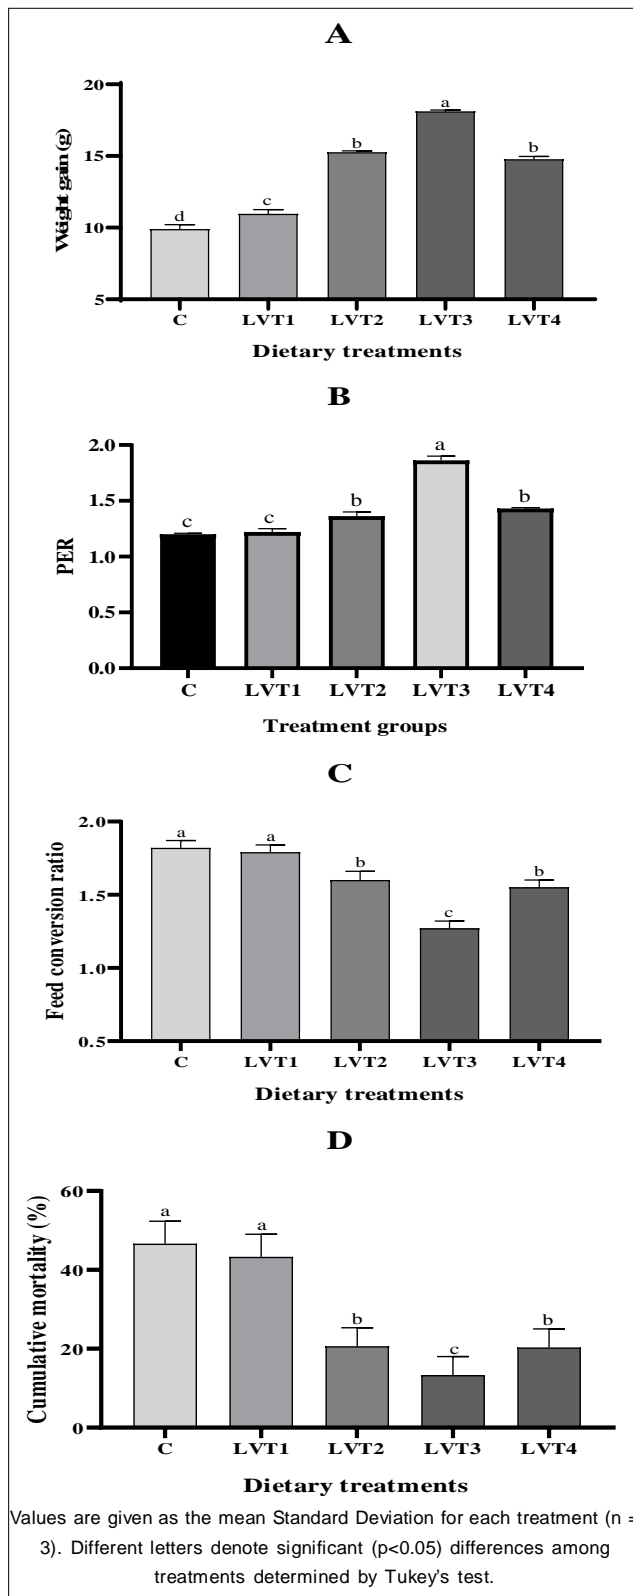 A
20
15
10
5
Weight gain (g)
d
c
b
a
b
C LVT1 LVT2 LVT3 LVT4
Dietary treatments
B
2.0
1.5
1.0
0.5
0.0
PER
c
c
b
a
b
C LVT1 LVT2 LVT3 LVT4
Treatment groups
C
2.0
1.5
1.0
0.5
Feed conversion ratio
a
a
b
c
b
C LVT1 LVT2 LVT3 LVT4
Dietary treatments
D
60
40
20
0
Cumulative mortality (%)
a
a
b
c
b
C LVT1 LVT2 LVT3 LVT4
Dietary treatments
Values are given as the mean Standard Deviation for each treatment (n =
3). Different letters denote significant (p<0.05) differences among
treatments determined by Tukey's test.